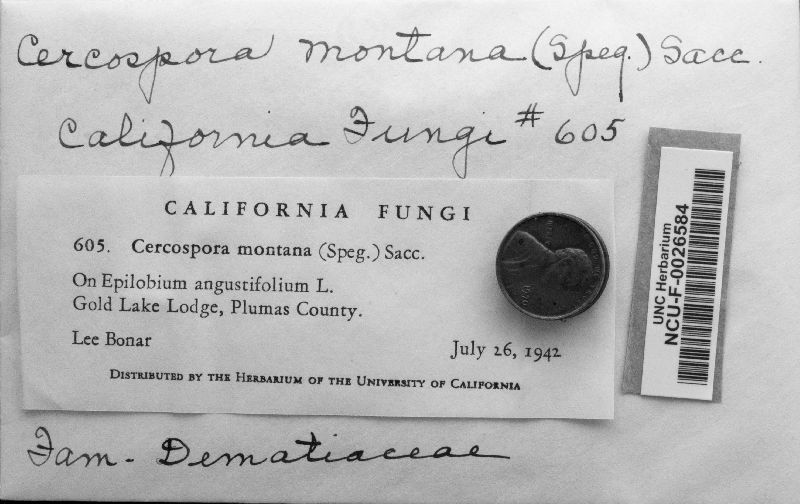 Cercospora montana (Speg.) Sacc.
California Fungi # 605
CALIFORNIA FUNGI
605. Cercospora montana (Speg.) Sacc.
On Epilobium angustifolium L.
Gold Lake Lodge, Plumas County.
Lee Bonar
July 26, 1942
DISTRIBUTED BY THE HERBARIUM OF THE UNIVERSITY OF CALIFORNIA
UNC Herbarium
NCU-F-0026584
Fam- Dematiaceae